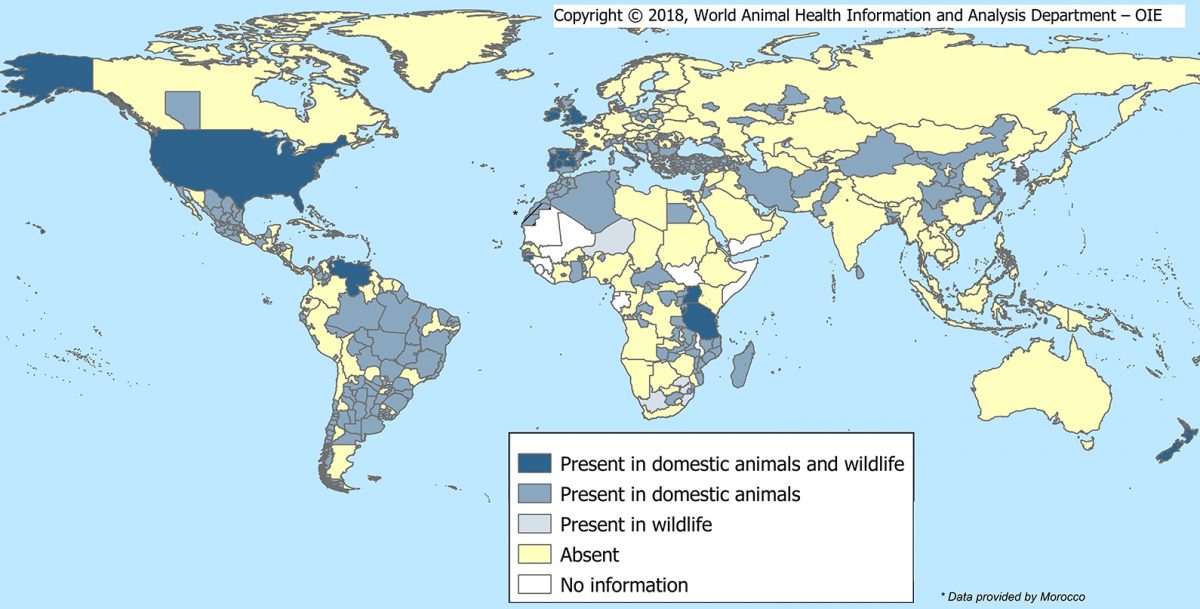 Copyright © 2018, World Animal Health Information and Analysis Department – OIE
*
Present in domestic animals and wildlife
Present in domestic animals
Present in wildlife
Absent
No information
* Data provided by Morocco